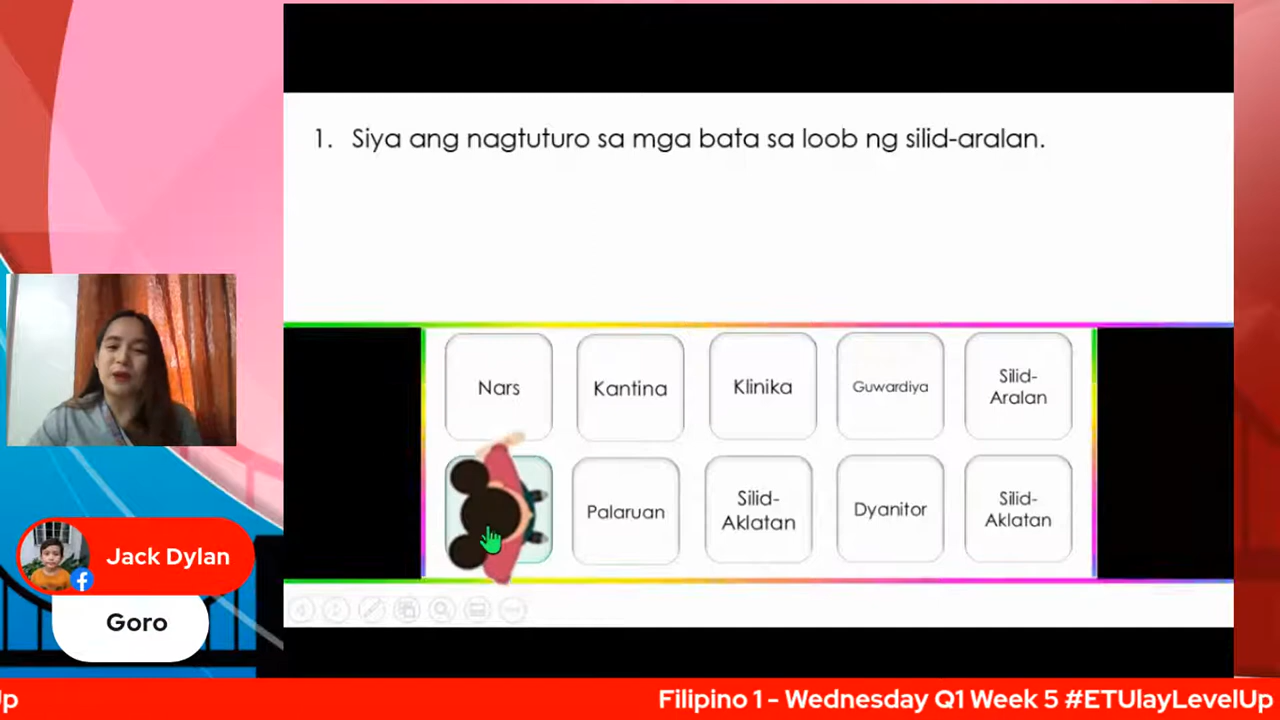 1. Siya ang nagtuturo sa mga bata sa loob ng silid-aralan.
Nars
Kantina
Klinika
Guwardiya
Silid-
Aralan
Palaruan
Silid-
Aklatan
Dyanitor
Silid-
Aklatan
Jack Dylan
Goro
Up
Filipino 1 - Wednesday Q1 Week 5 #ETUlayLevelUp